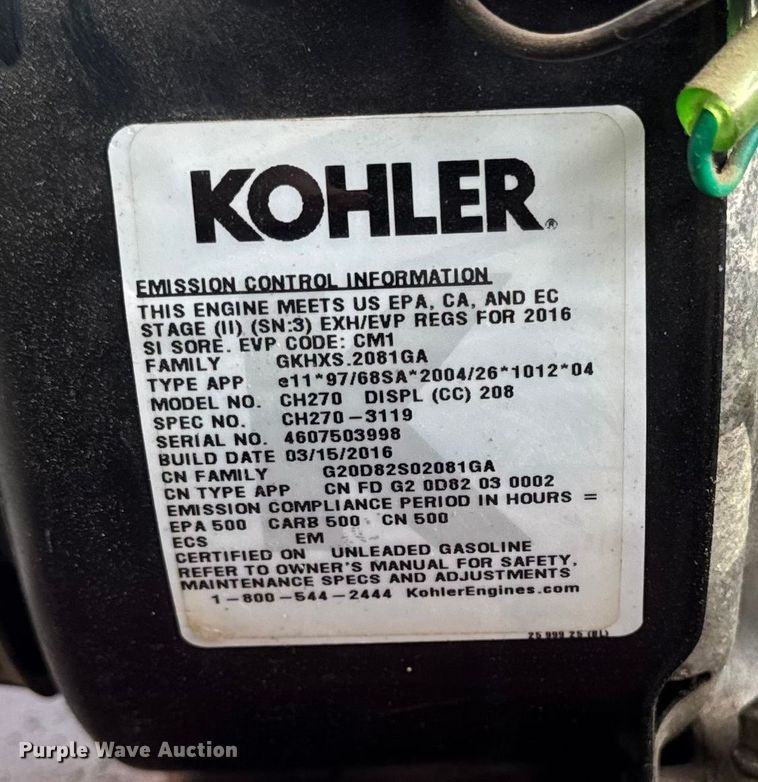 KOHLER®
EMISSION CONTROL INFORMATION
THIS ENGINE MEETS US EPA, CA, AND EC
STAGE (II) (SN:3) EXH/EVP REGS FOR 2016
SI SORE. EVP CODE: CM1
FAMILY GKHXS.2081GA
TYPE APP e11*97/68SA*2004/26*1012*04
MODEL NO. CH270 DISPL (CC) 208
SPEC NO. CH270-3119
SERIAL NO. 4607503998
BUILD DATE 03/15/2016
CN FAMILY G20D82S02081GA
CN TYPE APP CN FD G2 0D82 03 0002
EMISSION COMPLIANCE PERIOD IN HOURS =
EPA 500 CARB 500 CN 500
ECS EM
CERTIFIED ON UNLEADED GASOLINE
REFER TO OWNER'S MANUAL FOR SAFETY,
MAINTENANCE SPECS AND ADJUSTMENTS
1-800-544-2444 KohlerEngines.com
25 999 25 (BL)
Purple Wave Auction